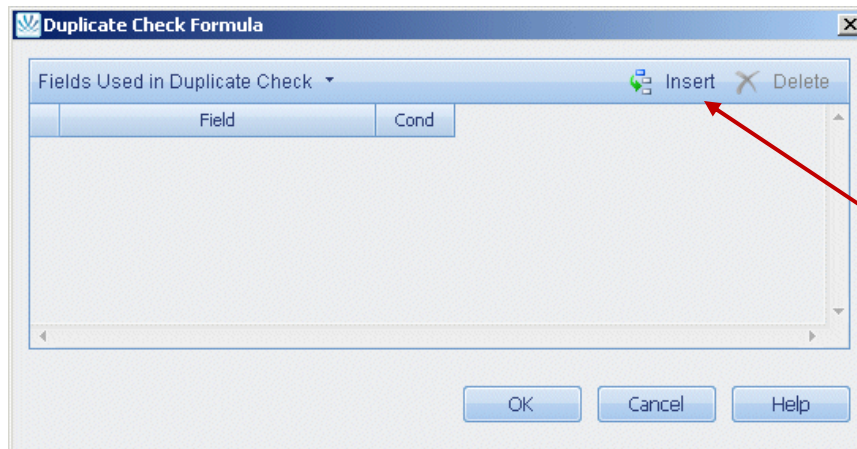 Duplicate Check Formula
Fields Used in Duplicate Check Insert Delete
Field Cond
OK Cancel Help